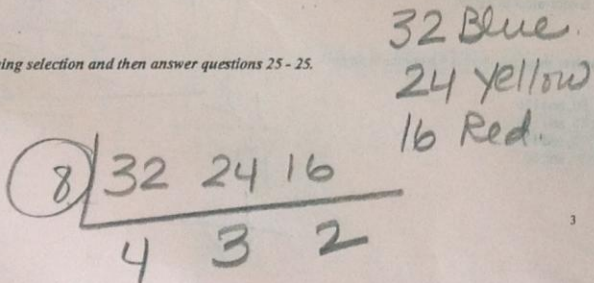 32 Blue.
24 yellow
16 Red.
ing selection and then answer questions 25 - 25.
8 32 24 16
4 3 2
3